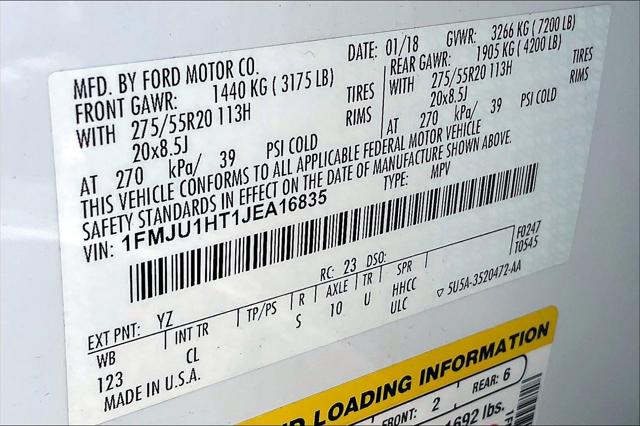 MFD. BY FORD MOTOR CO.
DATE: 01/18 GVWR: 3266 KG (7200 LB)
FRONT GAWR: 1440 KG (3175 LB)
REAR GAWR: 1905 KG (4200 LB)
WITH 275/55R20 113H TIRES
WITH 275/55R20 113H TIRES
20x8.5J RIMS
20x8.5J RIMS
AT 270 kPa/ 39 PSI COLD
AT 270 kPa/ 39 PSI COLD
THIS VEHICLE CONFORMS TO ALL APPLICABLE FEDERAL MOTOR VEHICLE
SAFETY STANDARDS IN EFFECT ON THE DATE OF MANUFACTURE SHOWN ABOVE.
VIN: 1FMJU1HT1JEA16835 TYPE: MPV
F0247
T0545
EXT PNT: YZ RC: 23 DSO:
WB INT TR TP/PS R AXLE TR SPR
123 CL S 10 U HHCC
ULC
▽ 5U5A-3520472-AA
MADE IN U.S.A.
LOADING INFORMATION
FRONT: 2 REAR: 6
692 lbs.